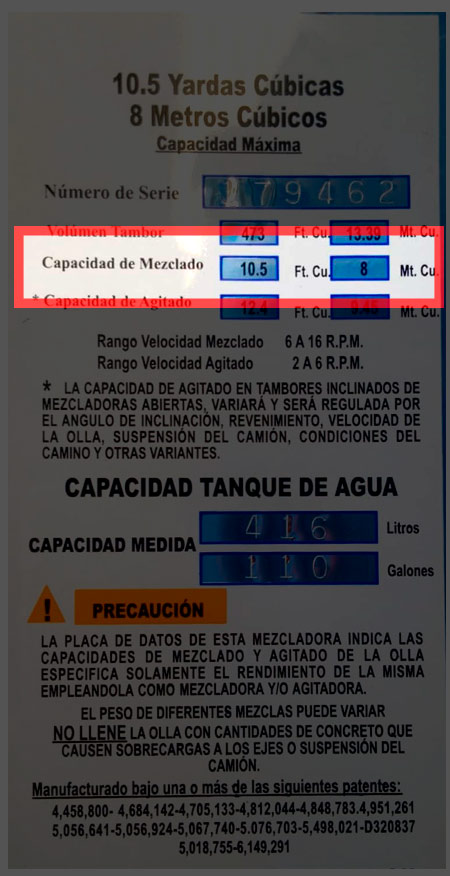 10.5 Yardas Cúbicas
8 Metros Cúbicos
Capacidad Máxima
Número de Serie 179462
Volúmen Tambor 473 Ft. Cu. 13.39 Mt. Cu.
Capacidad de Mezclado 10.5 Ft. Cu. 8 Mt. Cu.
* Capacidad de Agitado 12.4 Ft. Cu. 9.45 Mt. Cu.
Rango Velocidad Mezclado 6 A 16 R.P.M.
Rango Velocidad Agitado 2 A 6 R.P.M.
* LA CAPACIDAD DE AGITADO EN TAMBORES INCLINADOS DE
MEZCLADORAS ABIERTAS, VARIARÁ Y SERÁ REGULADA POR
EL ANGULO DE INCLINACIÓN, REVENIMIENTO, VELOCIDAD DE
LA OLLA, SUSPENSIÓN DEL CAMIÓN, CONDICIONES DEL
CAMINO Y OTRAS VARIANTES.
CAPACIDAD TANQUE DE AGUA
CAPACIDAD MEDIDA
416 Litros
110 Galones
! PRECAUCIÓN
LA PLACA DE DATOS DE ESTA MEZCLADORA INDICA LAS
CAPACIDADES DE MEZCLADO Y AGITADO DE LA OLLA
ESPECIFICA SOLAMENTE EL RENDIMIENTO DE LA MISMA
EMPLEANDOLA COMO MEZCLADORA Y/O AGITADORA.
EL PESO DE DIFERENTES MEZCLAS PUEDE VARIAR
NO LLENE LA OLLA CON CANTIDADES DE CONCRETO QUE
CAUSEN SOBRECARGAS A LOS EJES O SUSPENSIÓN DEL
CAMIÓN.
Manufacturado bajo una o más de las siguientes patentes:
4,458,800- 4,684,142-4,705,133-4,812,044-4,848,783.4,951,261
5,056,641-5,056,924-5,067,740-5.076,703-5,498,021-D320837
5,018,755-6,149,291